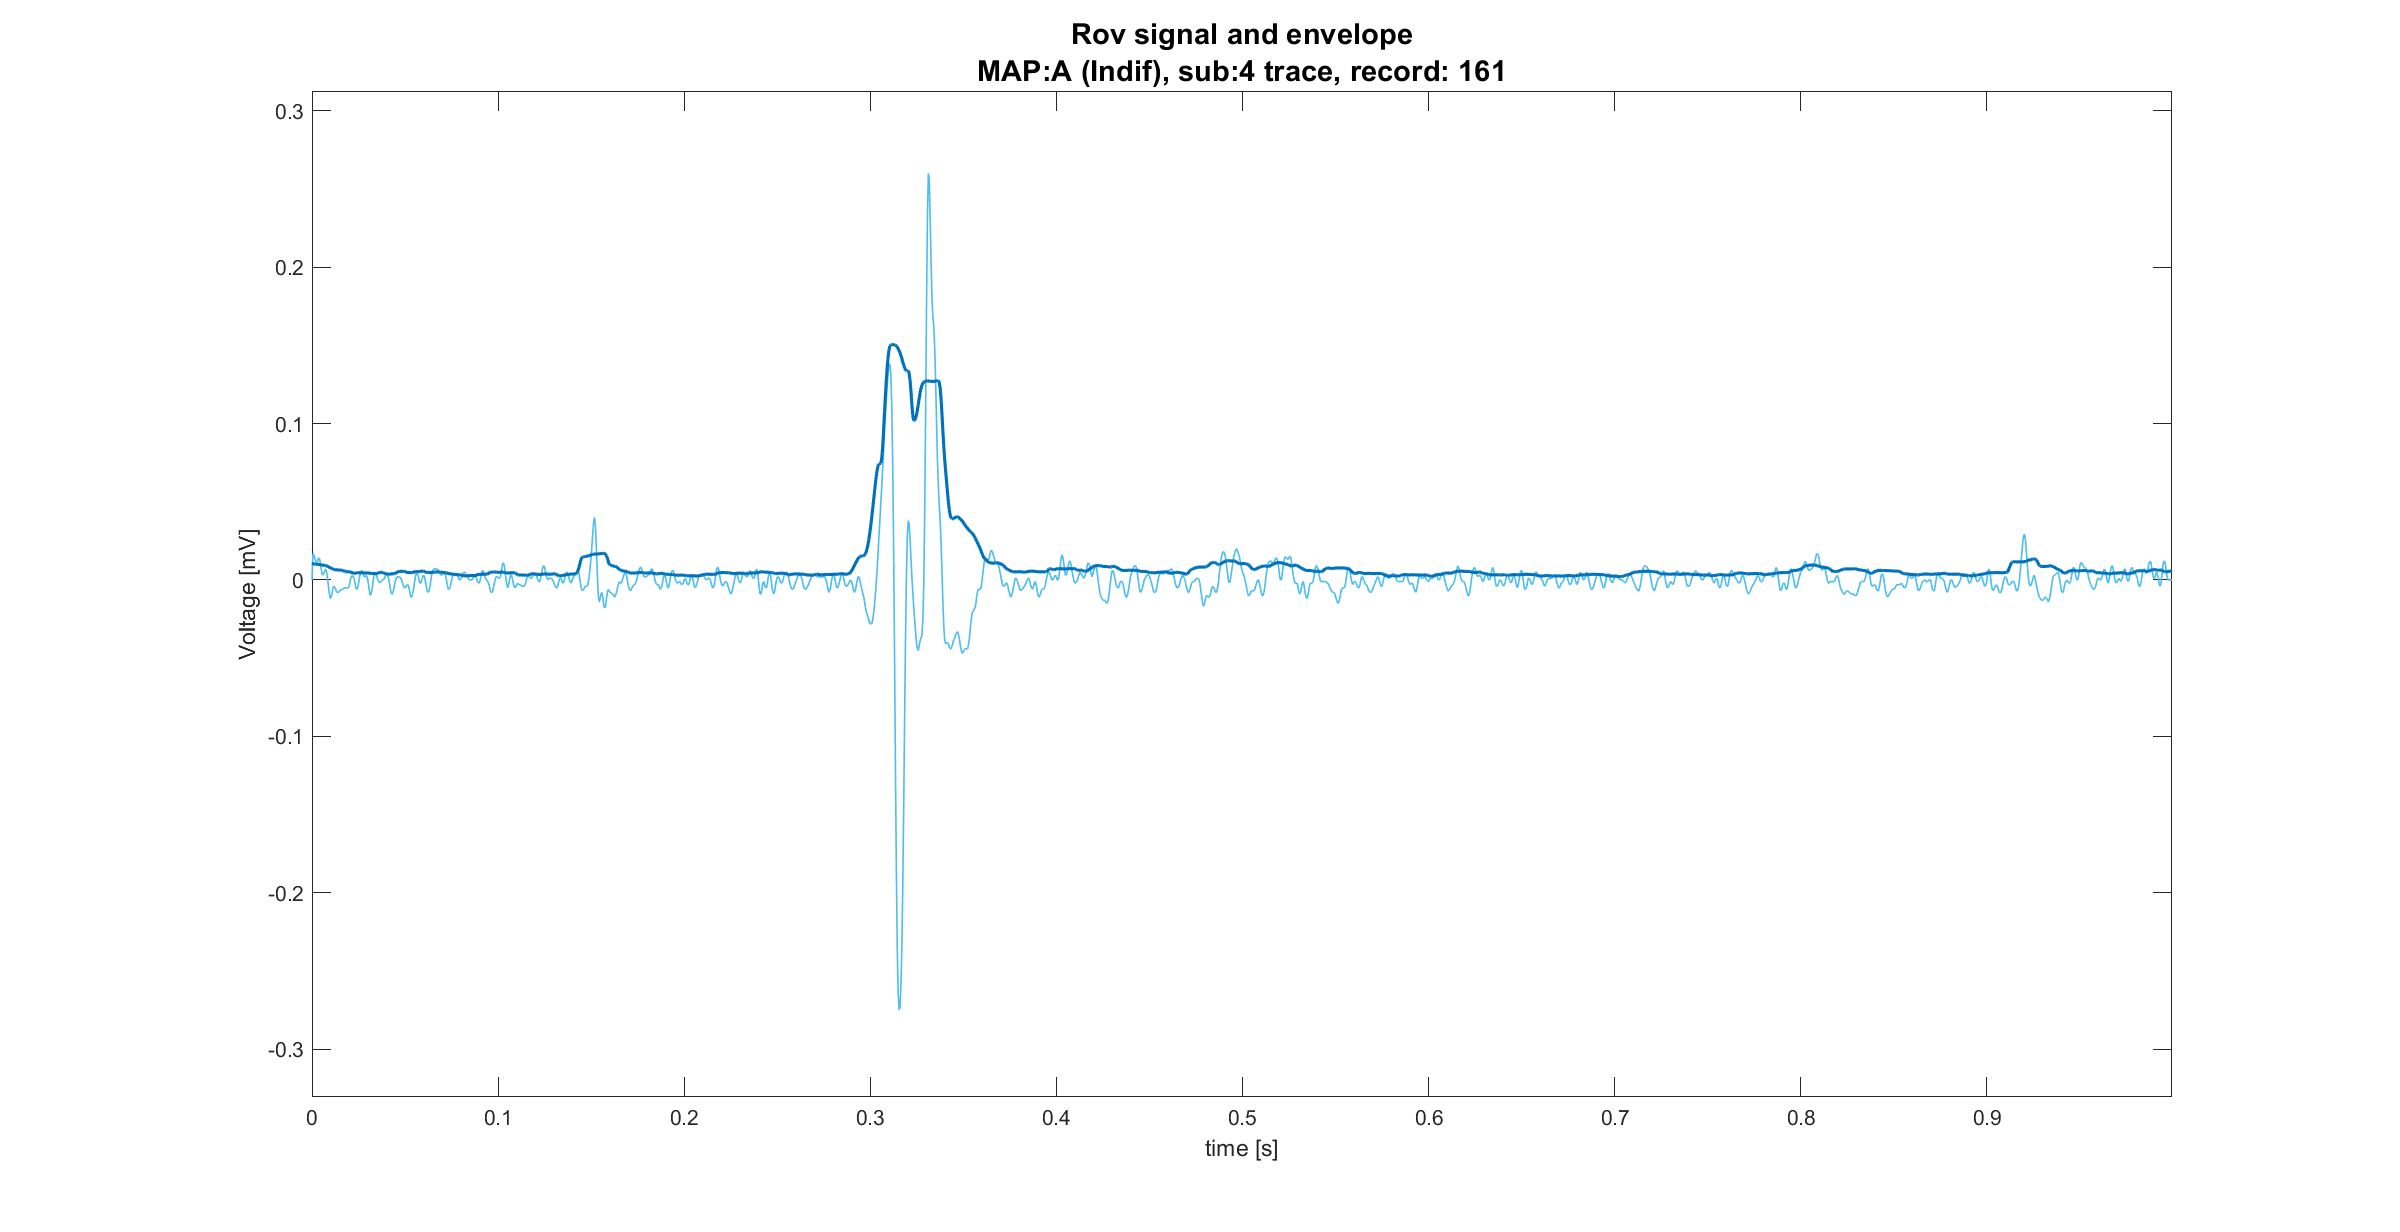 Rov signal and envelope
MAP:A (Indif), sub:4 trace, record: 161
0.3
0.2
0.1
0
-0.1
-0.2
-0.3
Voltage [mV]
0 0.1 0.2 0.3 0.4 0.5 0.6 0.7 0.8 0.9
time [s]